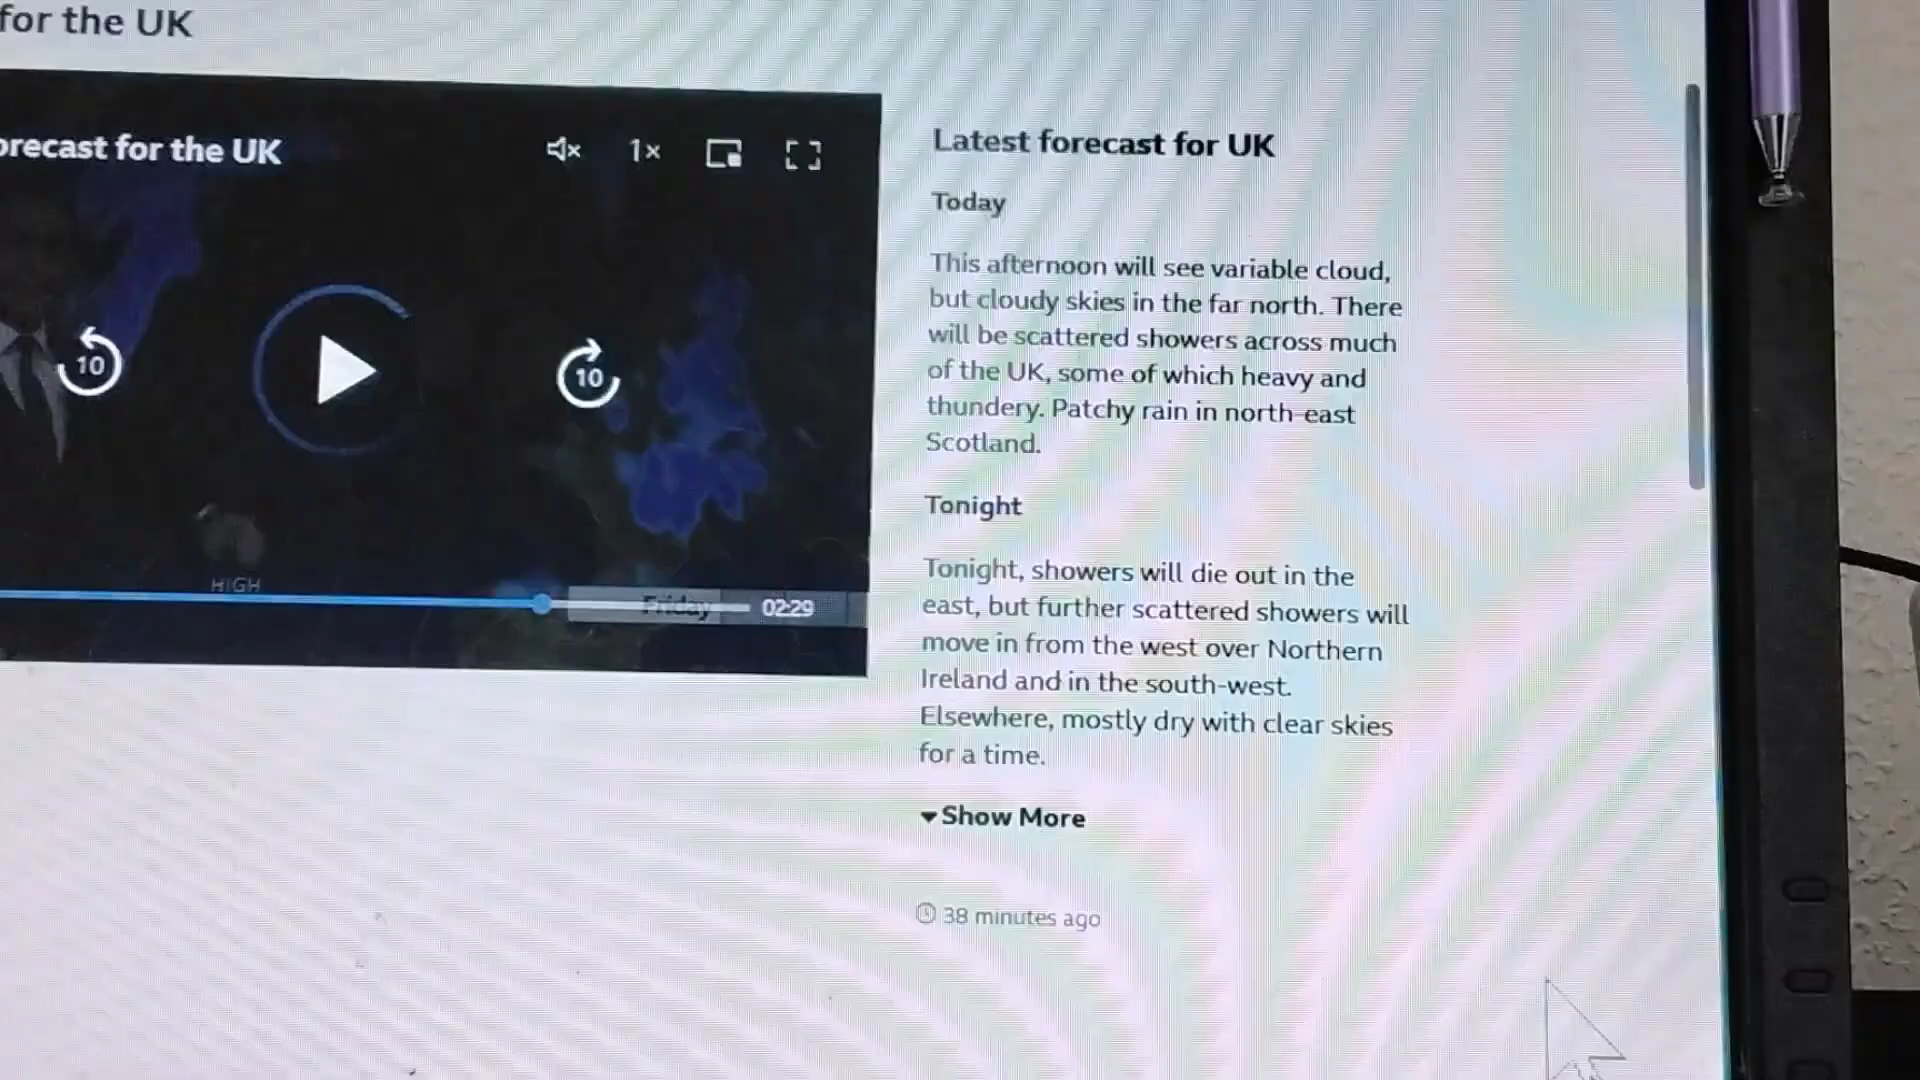 for the UK
orecast for the UK
1x
10
10
HIGH
Friday
02:29
Latest forecast for UK
Today
This afternoon will see variable cloud,
but cloudy skies in the far north. There
will be scattered showers across much
of the UK, some of which heavy and
thundery. Patchy rain in north-east
Scotland.
Tonight
Tonight, showers will die out in the
east, but further scattered showers will
move in from the west over Northern
Ireland and in the south-west.
Elsewhere, mostly dry with clear skies
for a time.
Show More
38 minutes ago